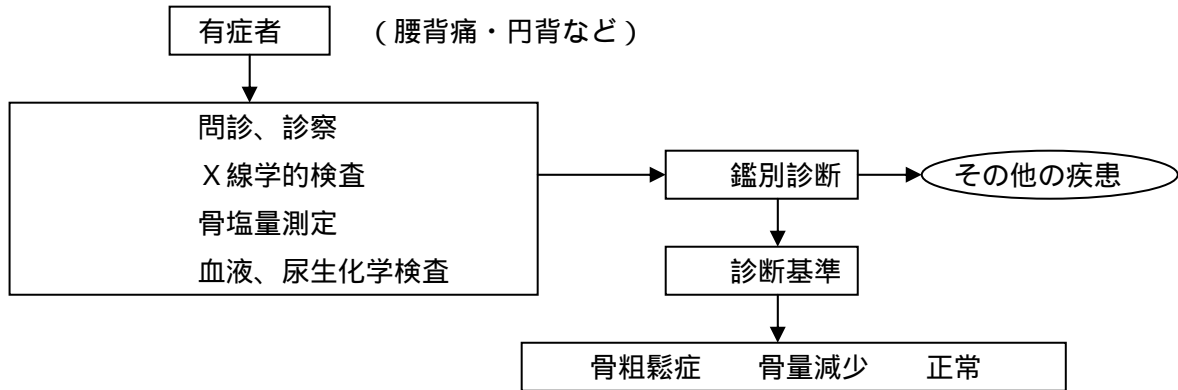 有症者 （腰背痛・円背など）
問診、診察
Ｘ線学的検査
骨塩量測定
血液、尿生化学検査
鑑別診断
その他の疾患
診断基準
骨粗鬆症 骨量減少 正常